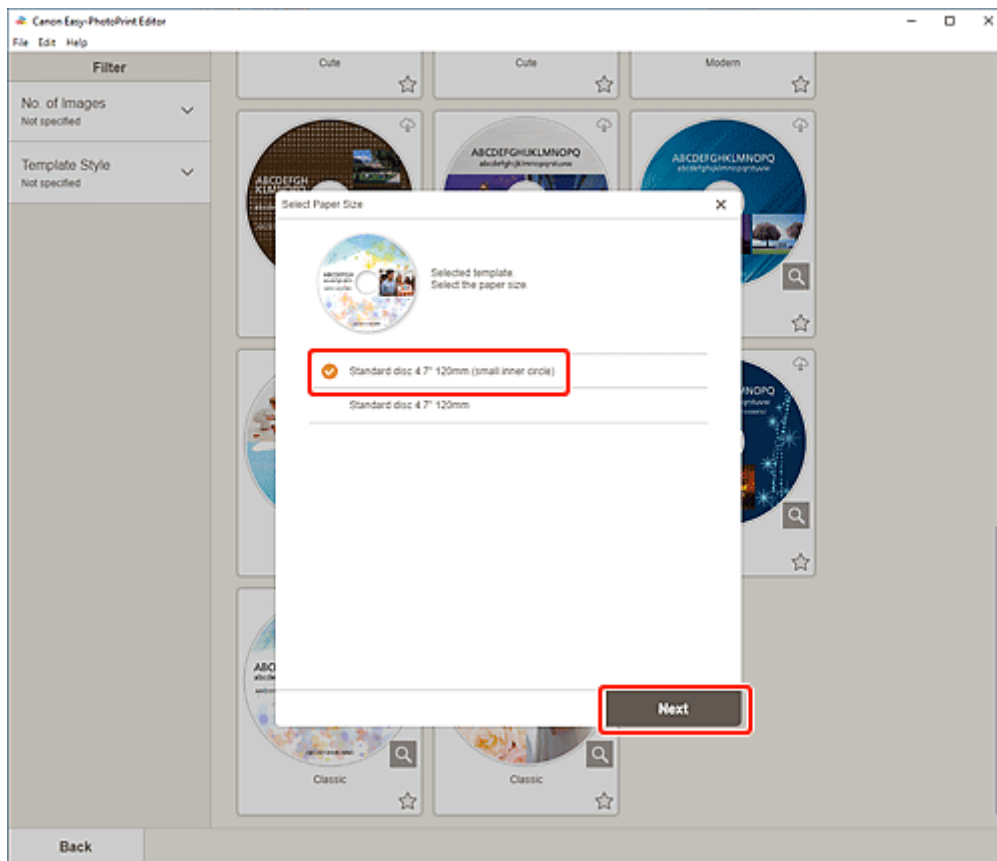 Canon Easy-PhotoPrint Editor
File Edit Help
Filter
No. of Images
Not specified
Template Style
Not specified
Cute
Cute
Modern
ABCDEFGH
KLMNOPQ
ABCDEFGHIJKLMNOPQ
abcdefghijklmnopqrstuvw
ABCDEFGHIJKLMNOPQ
abcdefghijklmnopqrstuvw
Select Paper Size
Selected template.
Select the paper size.
Standard disc 4.7" 120mm (small inner circle)
Standard disc 4.7" 120mm
Next
Classic
Classic
Back